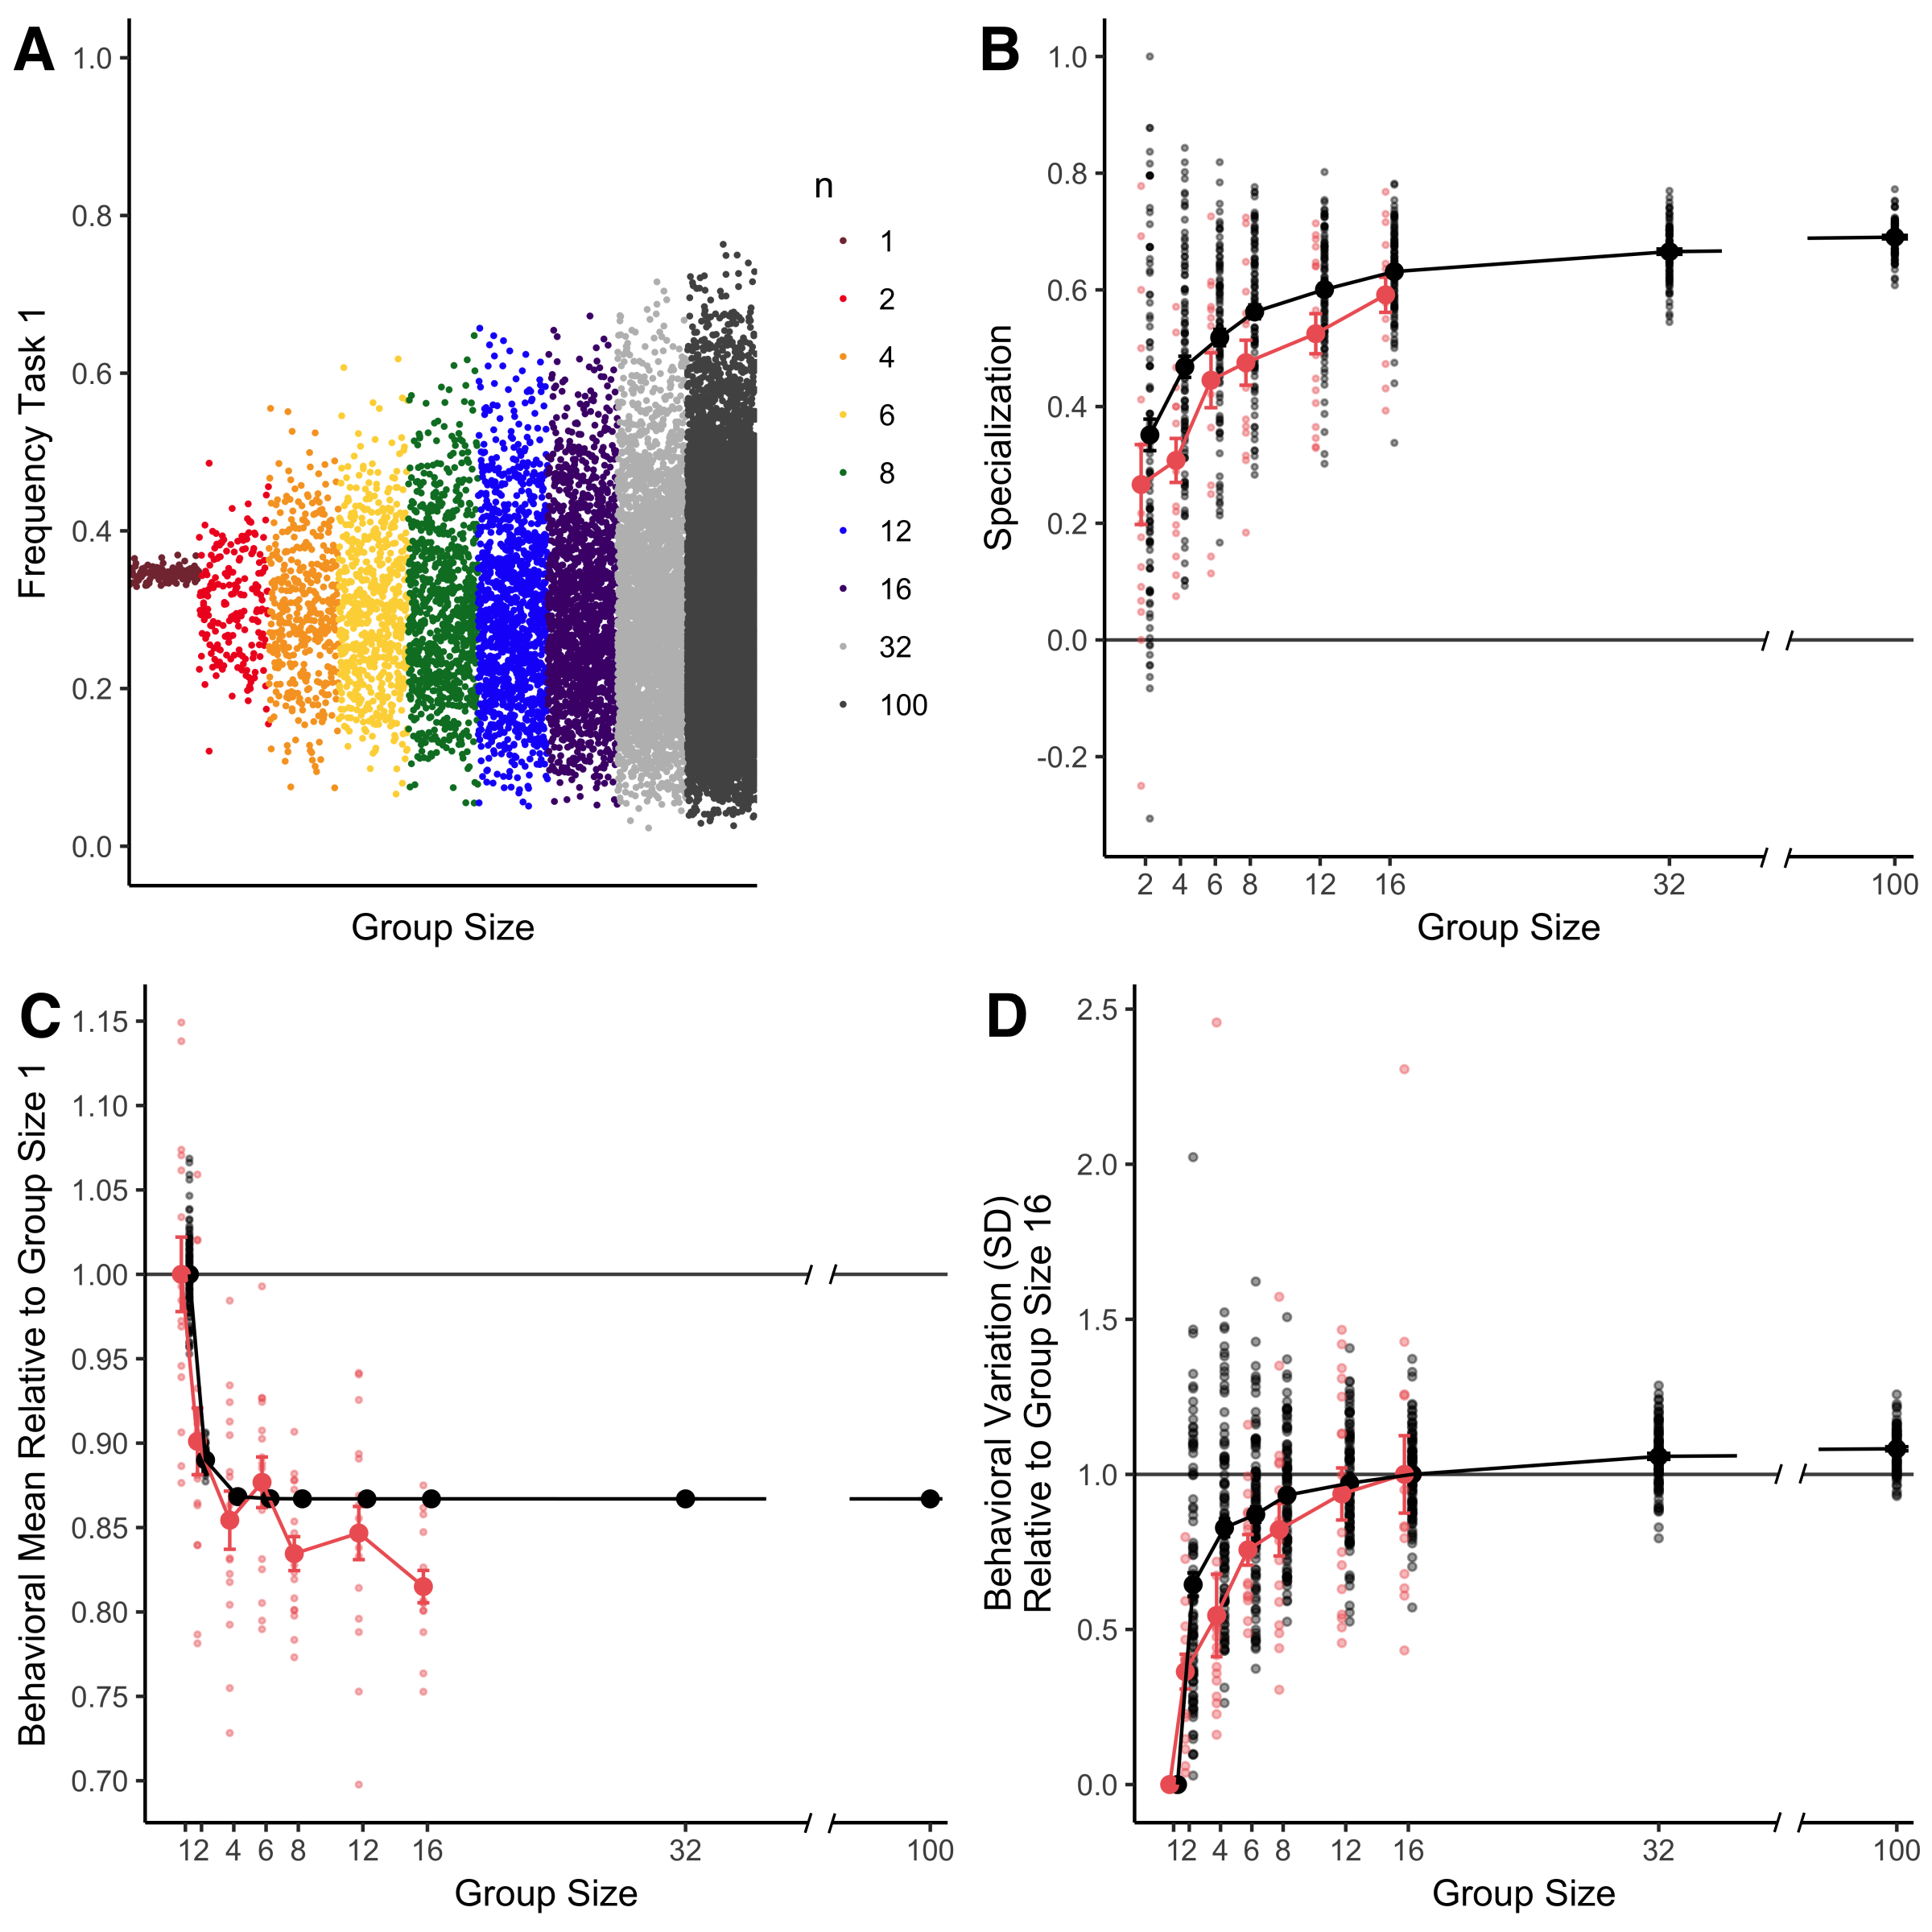 A
1.0
0.8
0.6
0.4
0.2
0.0
Frequency Task 1
Group Size
n
1
2
4
6
8
12
16
32
100
B
1.0
0.8
0.6
0.4
0.2
0.0
-0.2
Specialization
2 4 6 8 12 16 32 100
Group Size
C
1.15
1.10
1.05
1.00
0.95
0.90
0.85
0.80
0.75
0.70
Behavioral Mean Relative to Group Size 1
1 2 4 6 8 12 16 32 100
Group Size
D
2.5
2.0
1.5
1.0
0.5
0.0
Behavioral Variation (SD)
Relative to Group Size 16
1 2 4 6 8 12 16 32 100
Group Size